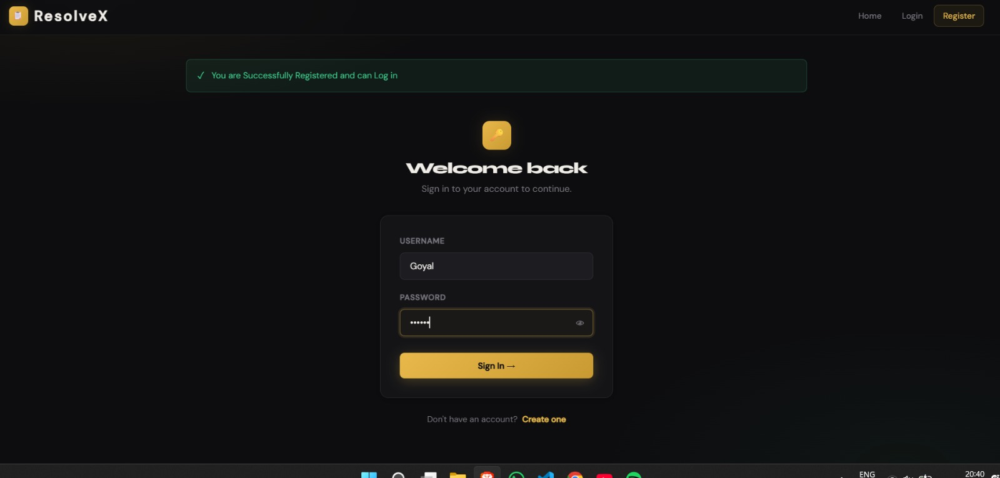 ResolveX
Home Login Register
✓ You are Successfully Registered and can Log in
Welcome back
Sign in to your account to continue.
USERNAME
Goyal
PASSWORD
••••••
Sign In →
Don't have an account? Create one
ENG
20:40